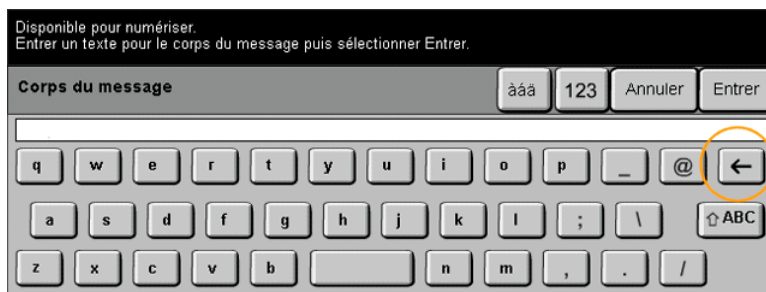 Disponible pour numériser.
Entrer un texte pour le corps du message puis sélectionner Entrer.
Corps du message àáä 123 Annuler Entrer
q w e r t y u i o p _ @ ←
a s d f g h j k l ; \ ⇧ABC
z x c v b n m , . /